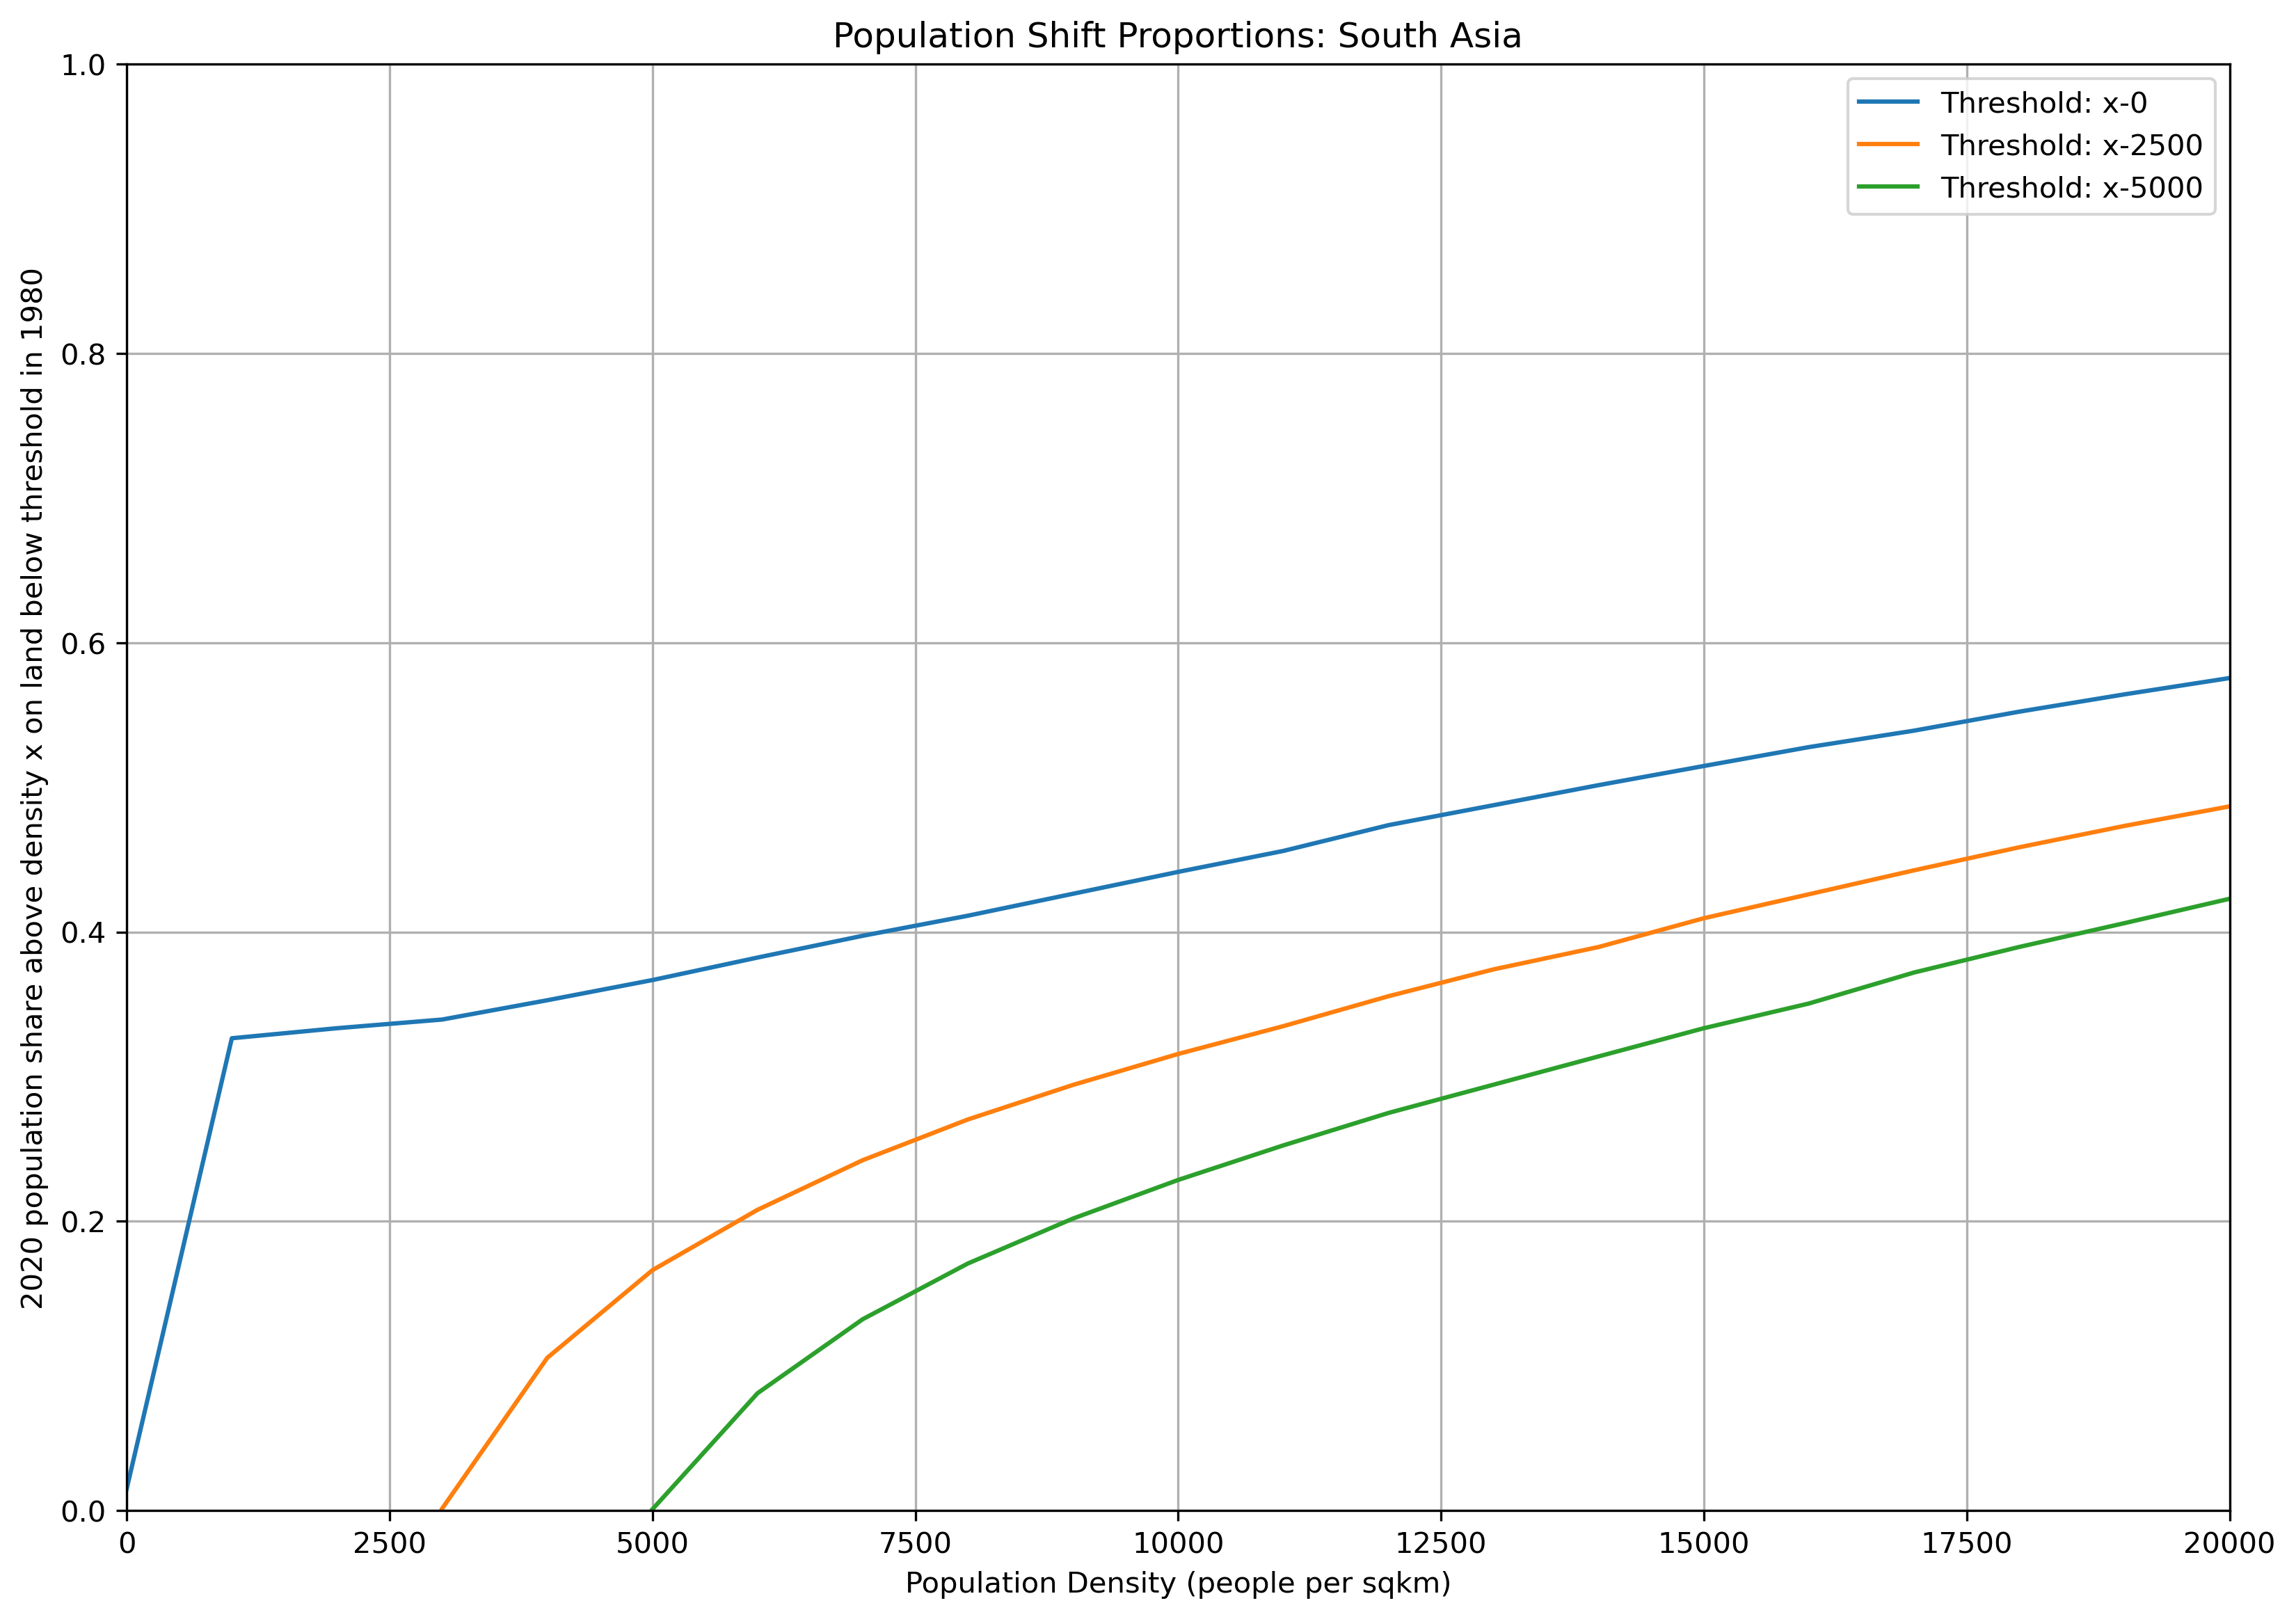 Population Shift Proportions: South Asia
Threshold: x-0
Threshold: x-2500
Threshold: x-5000
2020 population share above density x on land below threshold in 1980
1.0
0.8
0.6
0.4
0.2
0.0
0 2500 5000 7500 10000 12500 15000 17500 20000
Population Density (people per sqkm)